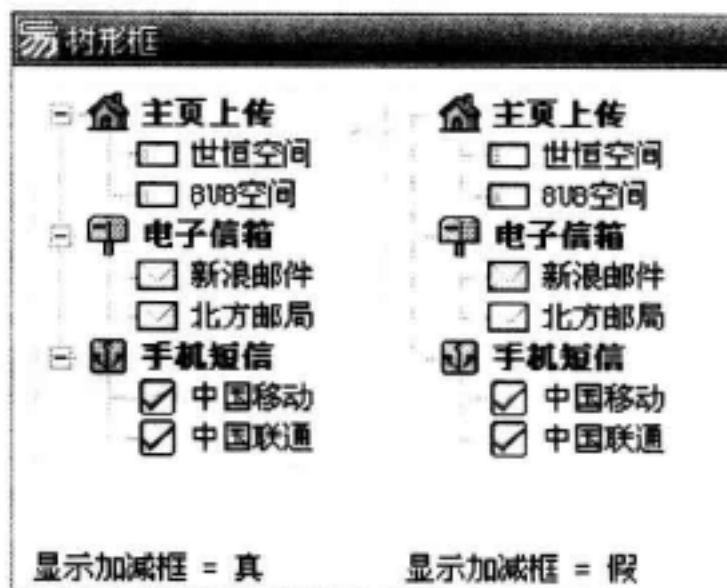 易 树形框
主页上传
世恒空间
8U8空间
电子信箱
新浪邮件
北方邮局
手机短信
中国移动
中国联通
主页上传
世恒空间
8U8空间
电子信箱
新浪邮件
北方邮局
手机短信
中国移动
中国联通
显示加减框 = 真
显示加减框 = 假